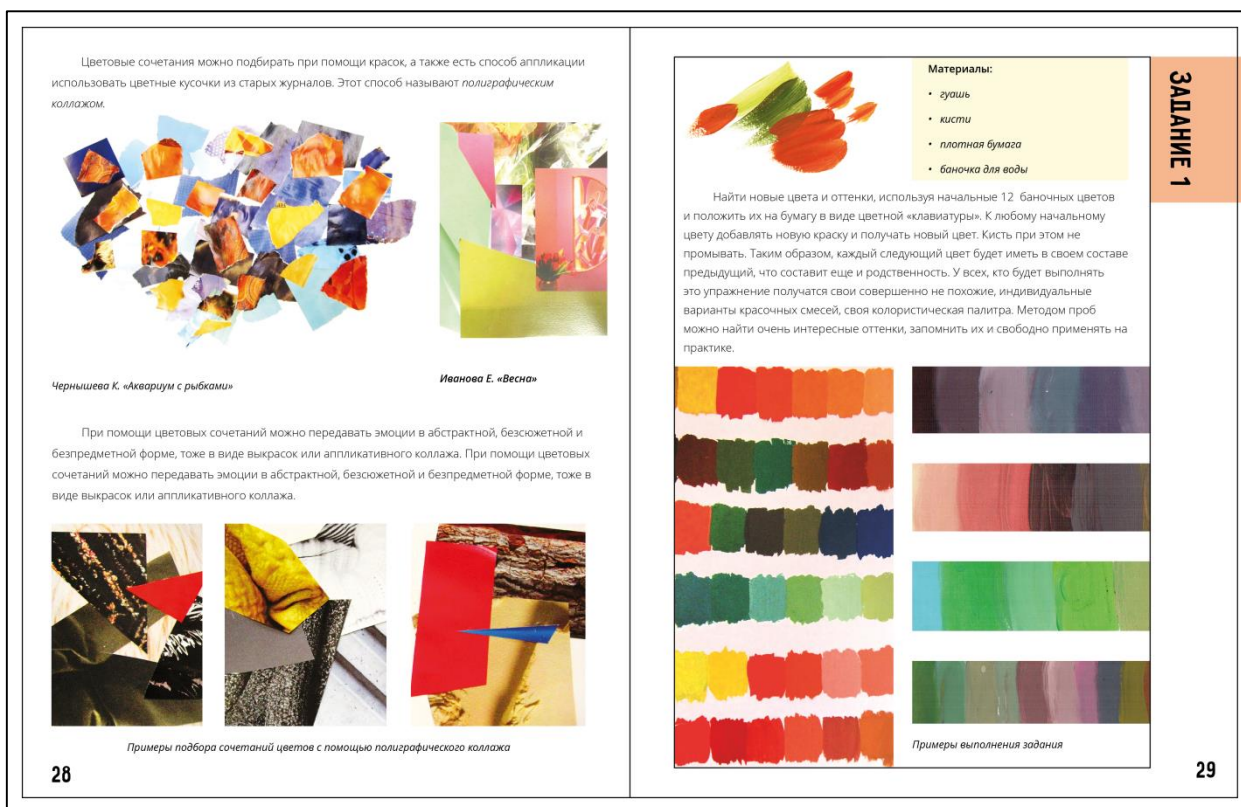 Цветовые сочетания можно подбирать при помощи красок, а также есть способ аппликации
использовать цветные кусочки из старых журналов. Этот способ называют полиграфическим
коллажом.
Чернышева К. «Аквариум с рыбками»
Иванова Е. «Весна»
При помощи цветовых сочетаний можно передавать эмоции в абстрактной, безсюжетной и
безпредметной форме, тоже в виде выкрасок или аппликативного коллажа. При помощи цветовых
сочетаний можно передавать эмоции в абстрактной, безсюжетной и безпредметной форме, тоже в
виде выкрасок или аппликативного коллажа.
Примеры подбора сочетаний цветов с помощью полиграфического коллажа
28
ЗАДАНИЕ 1
Материалы:
• гуашь
• кисти
• плотная бумага
• баночка для воды
Найти новые цвета и оттенки, используя начальные 12 баночных цветов
и положить их на бумагу в виде цветной «клавиатуры». К любому начальному
цвету добавлять новую краску и получать новый цвет. Кисть при этом не
промывать. Таким образом, каждый следующий цвет будет иметь в своем составе
предыдущий, что составит еще и родственность. У всех, кто будет выполнять
это упражнение получатся свои совершенно не похожие, индивидуальные
варианты красочных смесей, своя колористическая палитра. Методом проб
можно найти очень интересные оттенки, запомнить их и свободно применять на
практике.
Примеры выполнения задания
29